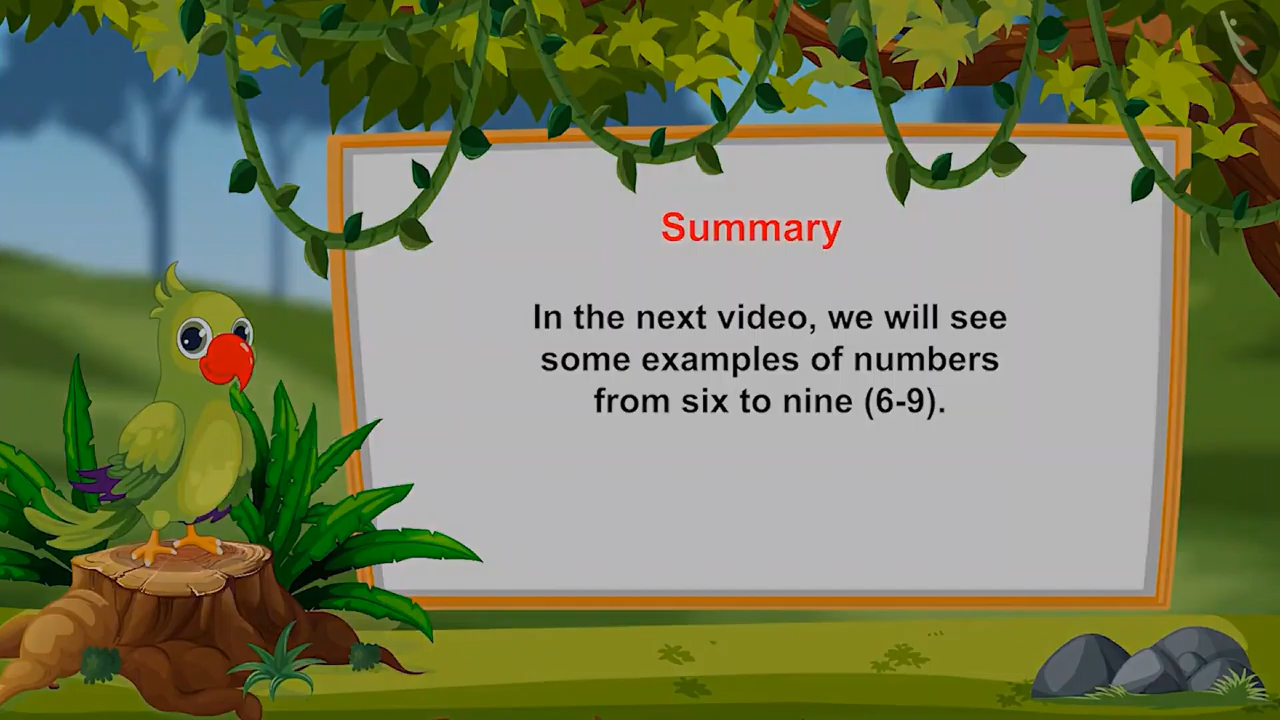 Summary
In the next video, we will see
some examples of numbers
from six to nine (6-9).